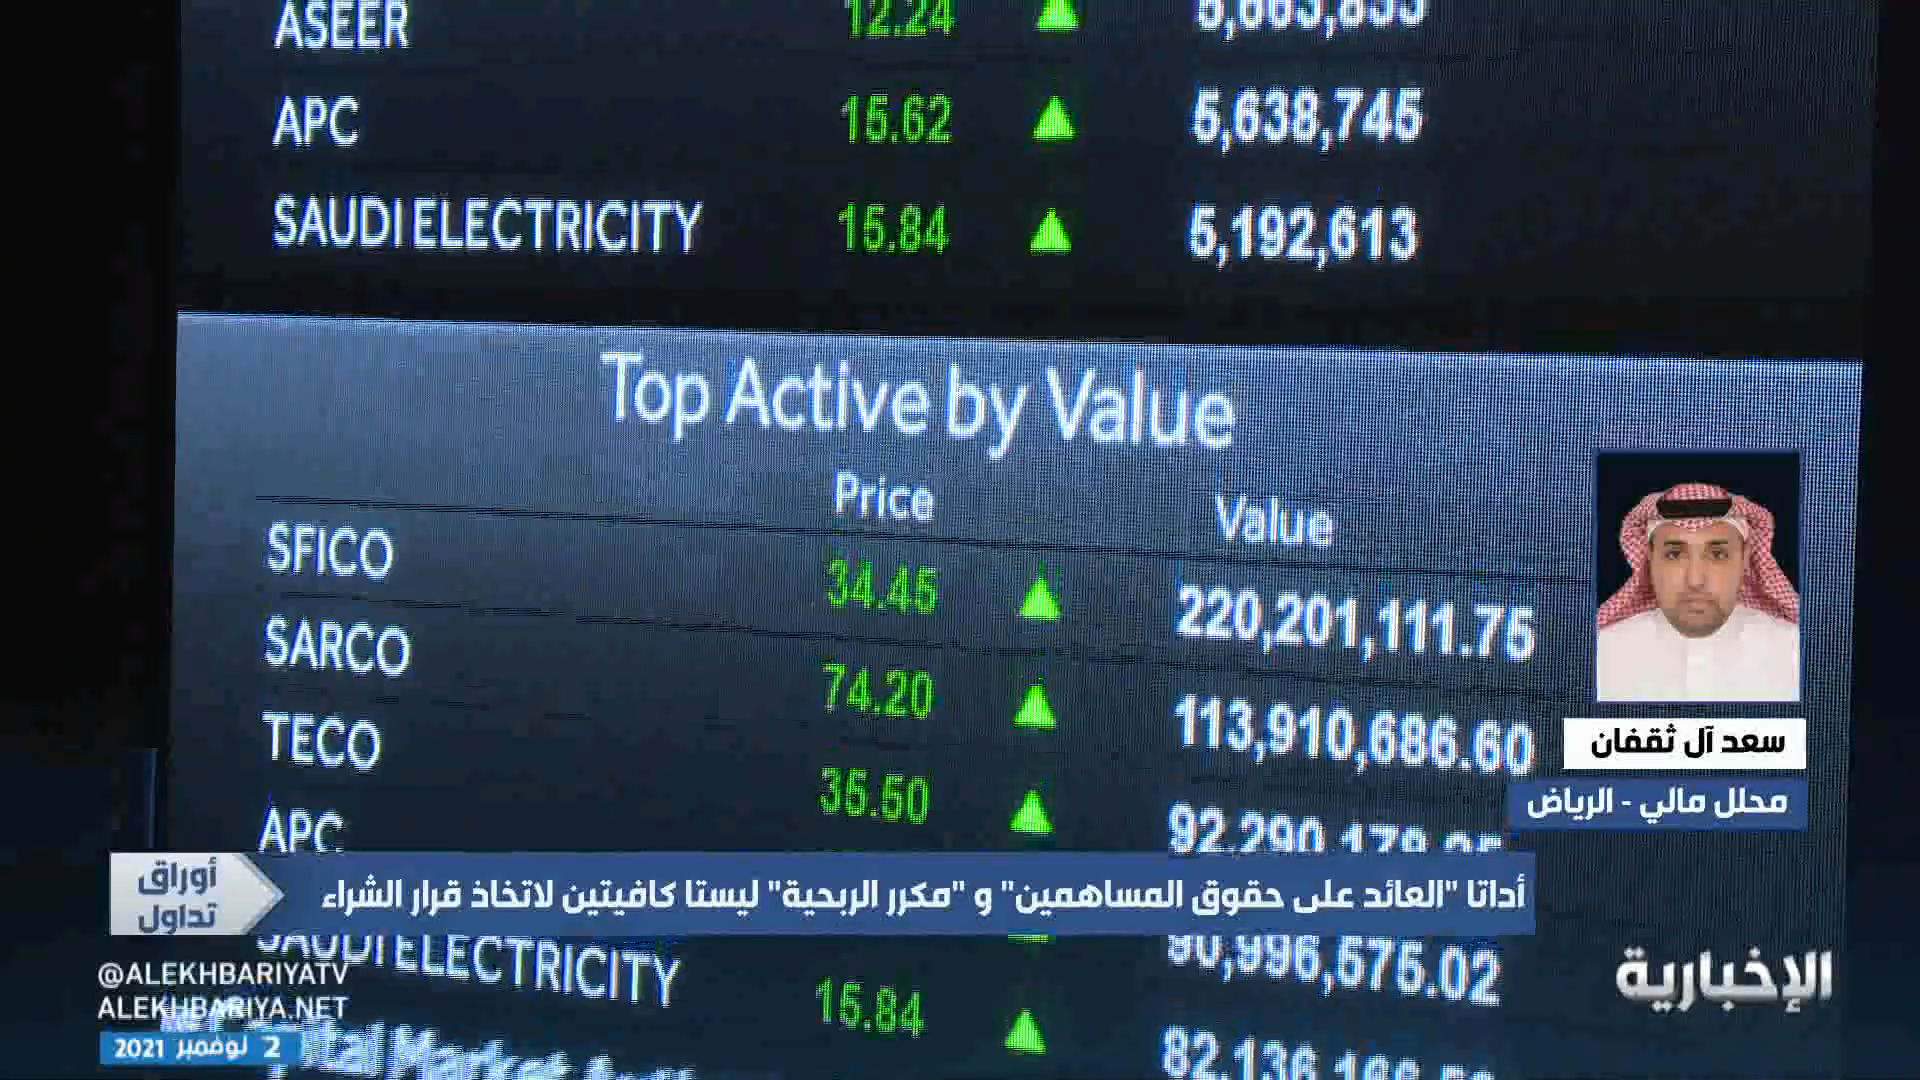 ASEER 12.24
APC 15.62 5,638,745
SAUDI ELECTRICITY 15.84 5,192,613
Top Active by Value
Price Value
SFICO 34.45 220,201,111.75
SARCO 74.20 113,910,686.60
TECO 35.50
APC
SAUDI ELECTRICITY 15.84
سعد آل ثقفان
محلل مالي - الرياض
أوراق
تداول
أداتا "العائد على حقوق المساهمين" و "مكرر الربحية" ليستا كافيتين لاتخاذ قرار الشراء
@ALEKHBARIYATV
ALEKHBARIYA.NET
2 نوفمبر 2021
الإخبارية